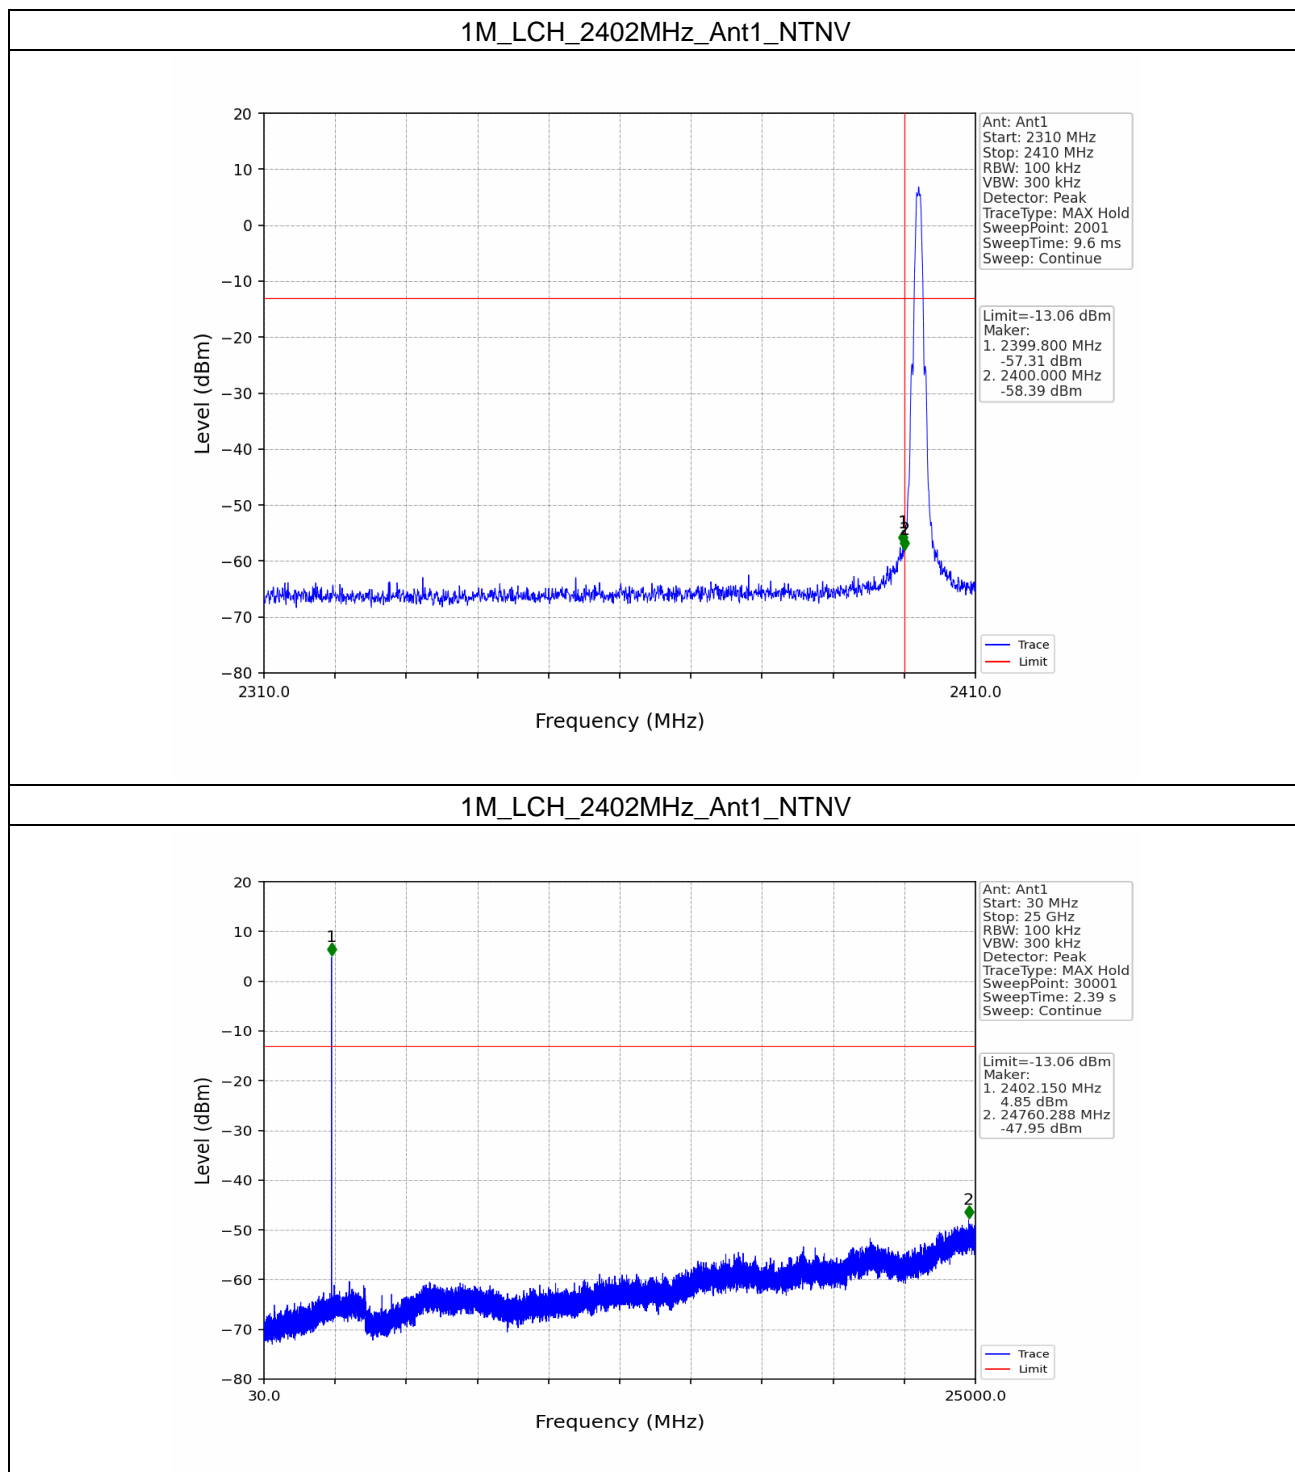 1M_LCH_2402MHz_Ant1_NTNV
20
10
0
−10
−20
−30
−40
−50
−60
−70
−80
Level (dBm)
1
2
2310.0
2410.0
Frequency (MHz)
Ant: Ant1
Start: 2310 MHz
Stop: 2410 MHz
RBW: 100 kHz
VBW: 300 kHz
Detector: Peak
TraceType: MAX Hold
SweepPoint: 2001
SweepTime: 9.6 ms
Sweep: Continue
Limit=-13.06 dBm
Maker:
1. 2399.800 MHz
-57.31 dBm
2. 2400.000 MHz
-58.39 dBm
Trace
Limit
1M_LCH_2402MHz_Ant1_NTNV
20
10
0
−10
−20
−30
−40
−50
−60
−70
−80
Level (dBm)
1
2
30.0
25000.0
Frequency (MHz)
Ant: Ant1
Start: 30 MHz
Stop: 25 GHz
RBW: 100 kHz
VBW: 300 kHz
Detector: Peak
TraceType: MAX Hold
SweepPoint: 30001
SweepTime: 2.39 s
Sweep: Continue
Limit=-13.06 dBm
Maker:
1. 2402.150 MHz
4.85 dBm
2. 24760.288 MHz
-47.95 dBm
Trace
Limit